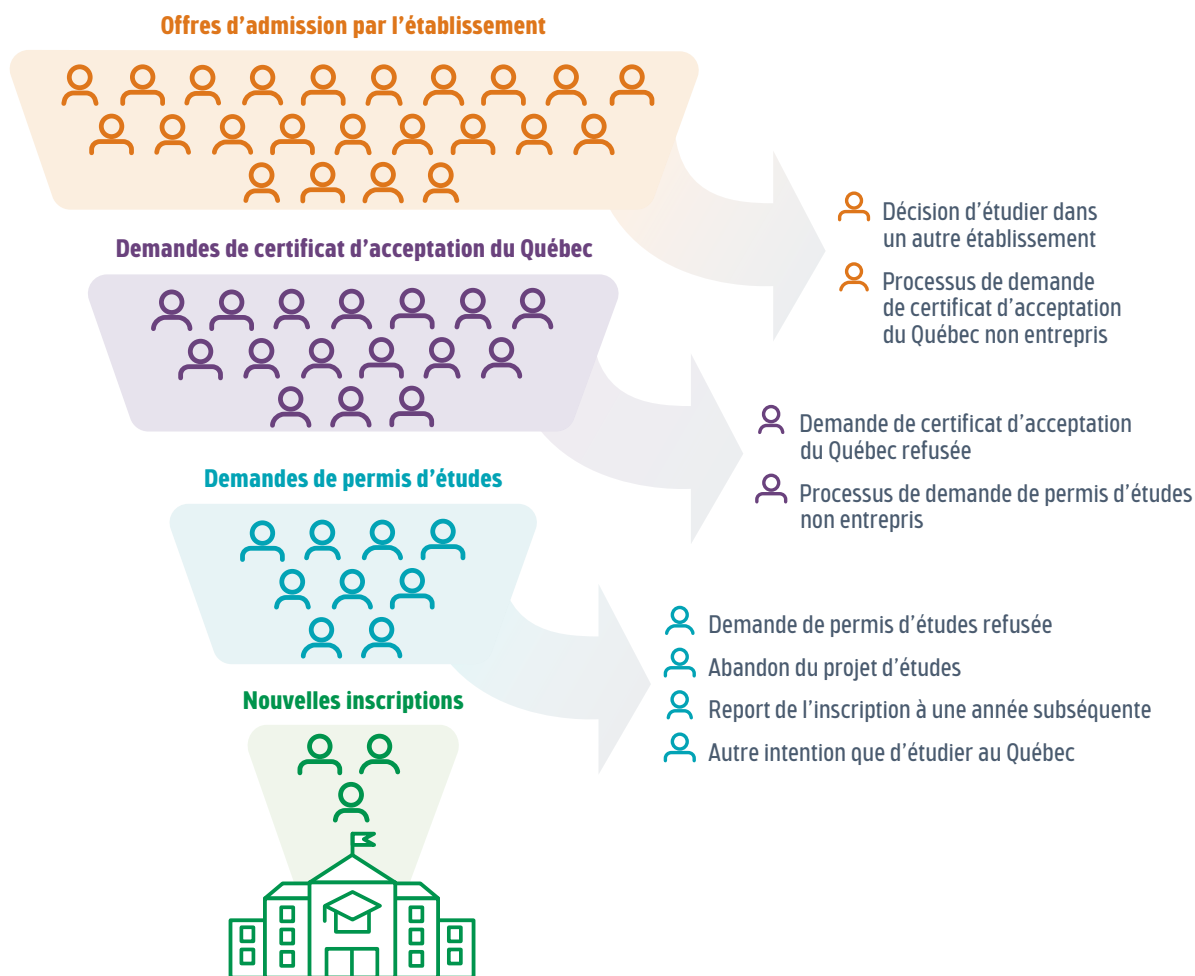 Offres d’admission par l’établissement
Décision d’étudier dans
un autre établissement
Processus de demande
de certificat d’acceptation
du Québec non entrepris
Demandes de certificat d’acceptation du Québec
Demande de certificat d’acceptation
du Québec refusée
Processus de demande de permis d’études
non entrepris
Demandes de permis d’études
Demande de permis d’études refusée
Abandon du projet d’études
Report de l’inscription à une année subséquente
Autre intention que d’étudier au Québec
Nouvelles inscriptions